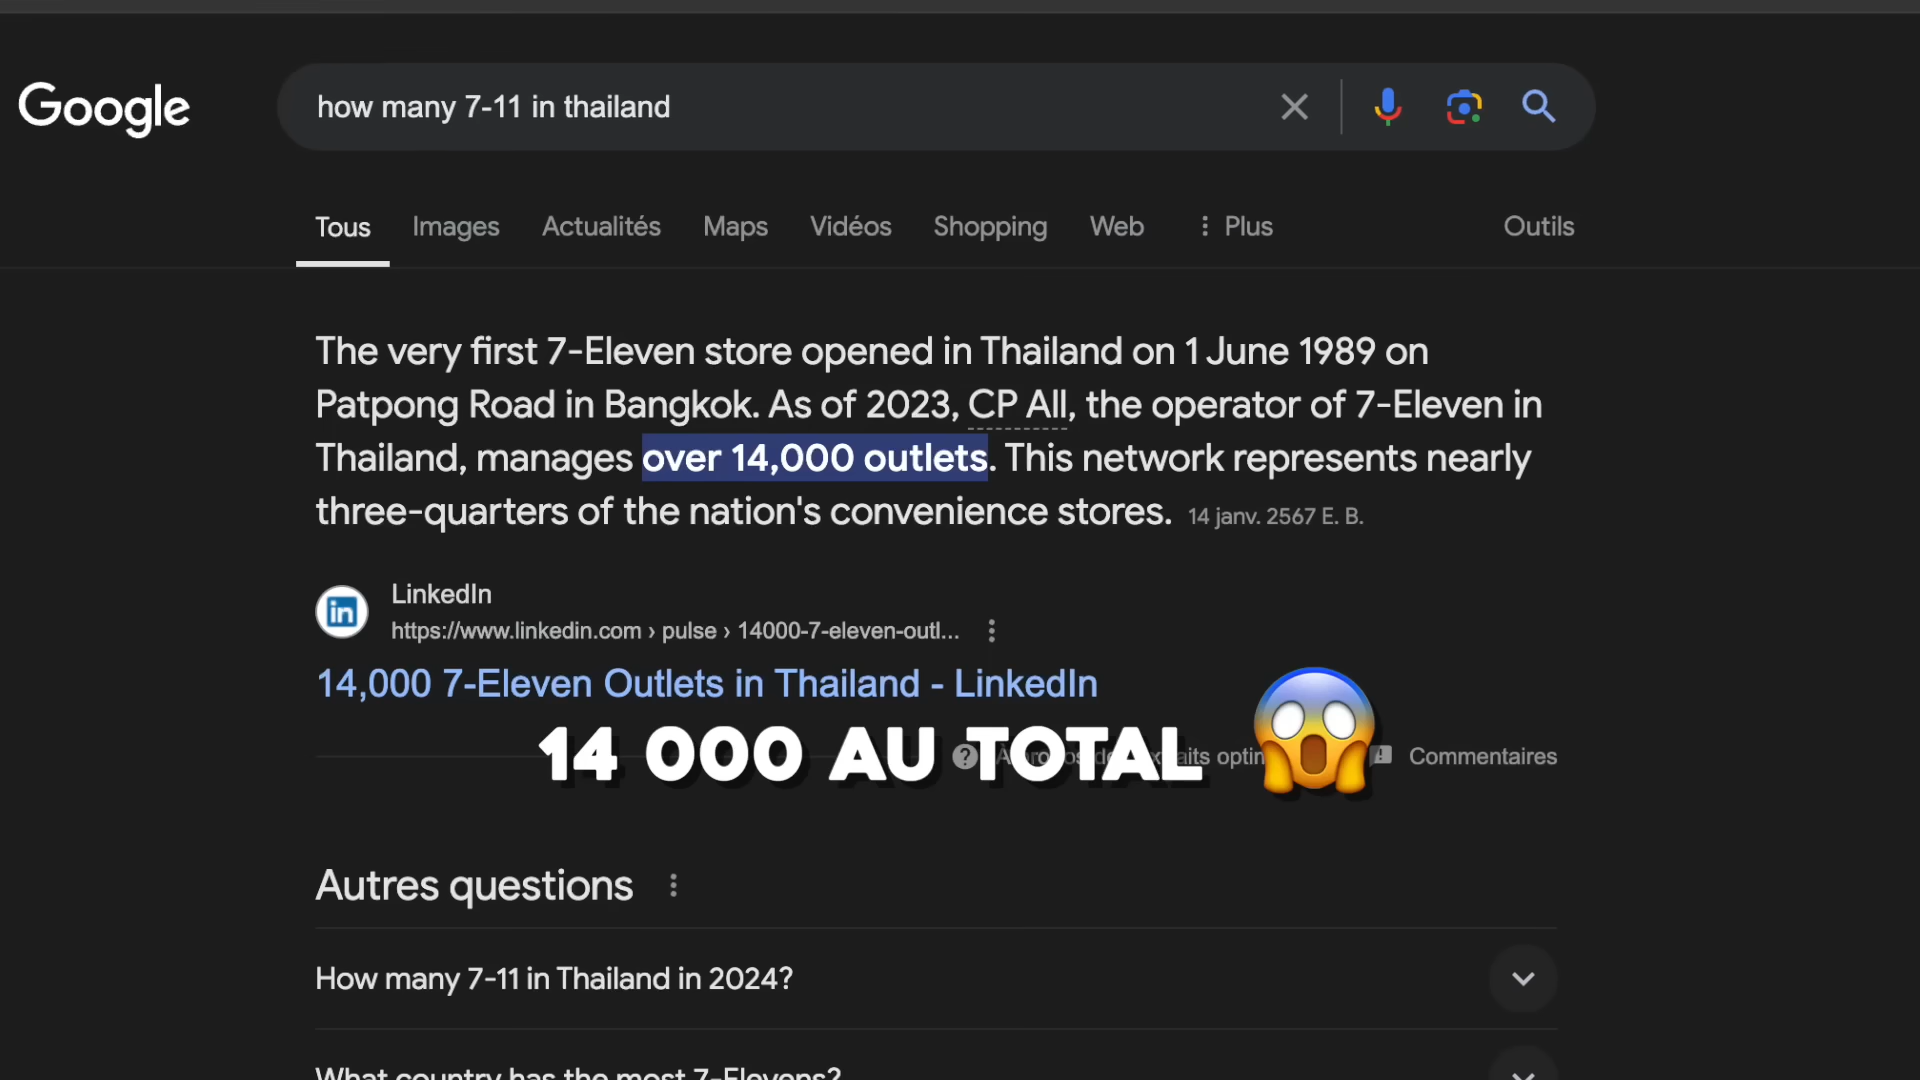 Google
how many 7-11 in thailand
Tous Images Actualités Maps Vidéos Shopping Web Plus Outils
The very first 7-Eleven store opened in Thailand on 1 June 1989 on
Patpong Road in Bangkok. As of 2023, CP All, the operator of 7-Eleven in
Thailand, manages over 14,000 outlets. This network represents nearly
three-quarters of the nation's convenience stores. 14 janv. 2567 E. B.
LinkedIn
in
https://www.linkedin.com › pulse › 14000-7-eleven-outl...
14,000 7-Eleven Outlets in Thailand - LinkedIn
14 000 AU TOTAL
Commentaires
Autres questions
How many 7-11 in Thailand in 2024?
What country has the most 7-Elevens?